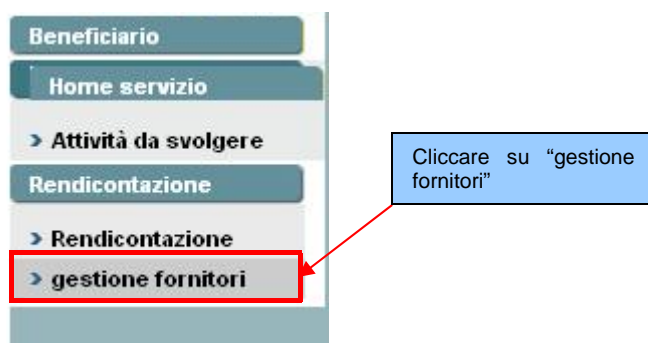 Beneficiario
Home servizio
› Attività da svolgere
Rendicontazione
› Rendicontazione
› gestione fornitori
Cliccare su “gestione
fornitori”